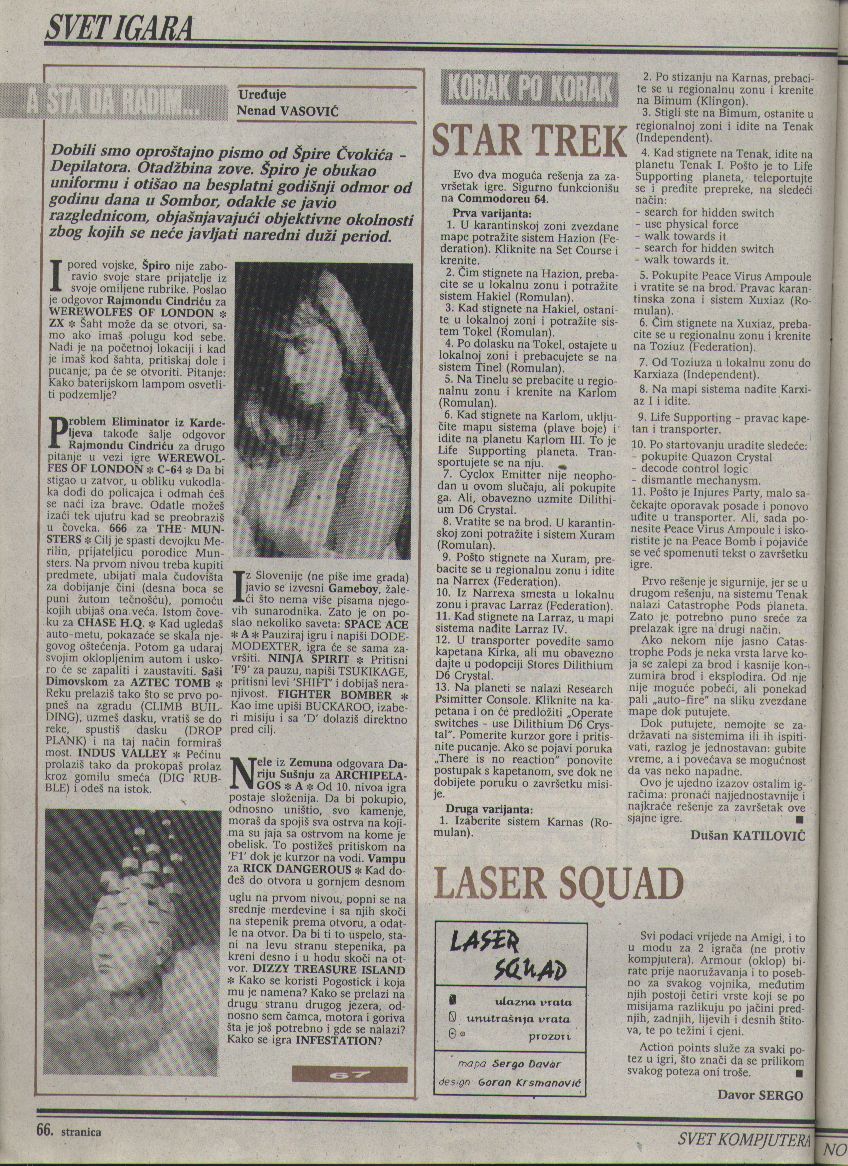 SVET IGARA
A ŠTA DA RADIM...
Uređuje
Nenad VASOVIĆ
Dobili smo oproštajno pismo od Špire Čvokića –
Depilatora. Otadžbina zove. Špiro je obukao
uniformu i otišao na besplatni godišnji odmor od
godinu dana u Sombor, odakle se javio
razglednicom, objašnjavajući objektivne okolnosti
zbog kojih se neće javljati naredni duži period.
I pored vojske, Špiro nije zabo-
ravio svoje stare prijatelje iz
svoje omiljene rubrike. Poslao
je odgovor Rajmondu Cindriću za
WEREWOLFES OF LONDON *
ZX * Šaht može da se otvori, sa-
mo ako imaš polugu kod sebe.
Nađi je na početnoj lokaciji i kad
je imaš kod šahta, pritiskaj dole i
pucanje, pa će se otvoriti. Pitanje:
Kako baterijskom lampom osvetli-
ti podzemlje?
Problem Eliminator iz Karde-
ljeva takođe šalje odgovor
Rajmondu Cindriću za drugo
pitanje u vezi igre WEREWOL-
FES OF LONDON * C-64 * Da bi
stigao u zatvor, u obliku vukodla-
ka dođi do policajca i odmah ćeš
se naći iza brave. Odatle možeš
izaći tek ujutru kad se preobraziš
u čoveka. 666 za THE MUN-
STERS * Cilj je spasti devojku Me-
rilin, prijateljicu porodice Mun-
sters. Na prvom nivou treba kupiti
predmete, ubijati mala čudovišta
za dobijanje čini (desna boca se
puni žutom tečnošću), pomoću
kojih ubijaš ona veća. Istom čove-
ku za CHASE H.Q. * Kad ugledaš
auto-metu, pokazaće se skala nje-
govog oštećenja. Potom ga udaraj
svojim oklopljenim autom i usko-
ro će se zapaliti i zaustaviti. Saši
Dimovskom za AZTEC TOMB *
Reku prelaziš tako što se prvo po-
pneš na zgradu (CLIMB BUIL-
DING), uzmeš dasku, vratiš se do
reke, spustiš dasku (DROP
PLANK) i na taj način formiraš
most. INDUS VALLEY * Pećinu
prolaziš tako da prokopaš prolaz
kroz gomilu smeća (DIG RUB-
BLE) i odeš na istok.
Iz Slovenije (ne piše ime grada)
javio se izvesni Gameboy, žale-
ći što nema više pisama njego-
vih sunarodnika. Zato je on po-
slao nekoliko saveta: SPACE ACE
* A * Pauziraj igru i napiši DODE-
MODEXTER, igra će se sama za-
vršiti. NINJA SPIRIT * Pritisni
'F9' za pauzu, napiši TSUKIKAGE,
pritisni levi 'SHIFT' i dobijaš nera-
njivost. FIGHTER BOMBER *
Kao ime upiši BUCKAROO, izabe-
ri misiju i sa 'D' dolaziš direktno
pred cilj.
Nele iz Zemuna odgovara Da-
riju Sušnju za ARCHIPELA-
GOS * A * Od 10. nivoa igra
postaje složenija. Da bi pokupio,
odnosno uništio, svo kamenje,
moraš da spojiš sva ostrva na koji-
ma su jaja sa ostrvom na kome je
obelisk. To postižeš pritiskom na
'F1' dok je kurzor na vodi. Vampu
za RICK DANGEROUS * Kad do-
đeš do otvora u gornjem desnom
uglu na prvom nivou, popni se na
srednje merdevine i sa njih skoči
na stepenik prema otvoru, a odat-
le na otvor. Da bi ti to uspelo, sta-
ni na levu stranu stepenika, pa
kreni desno i u hodu skoči na ot-
vor. DIZZY TREASURE ISLAND
* Kako se koristi Pogostick i koja
mu je namena? Kako se prelazi na
drugu stranu drugog jezera, od-
nosno sem čamca, motora i goriva
šta je još potrebno i gde se nalazi?
Kako se igra INFESTATION?
67
KORAK PO KORAK
STAR TREK
Evo dva moguća rešenja za za-
vršetak igre. Sigurno funkcionišu
na Commodoreu 64.
Prva varijanta:
1. U karantinskoj zoni zvezdane
mape potražite sistem Hazion (Fe-
deration). Kliknite na Set Course i
krenite.
2. Čim stignete na Hazion, preba-
cite se u lokalnu zonu i potražite
sistem Hakiel (Romulan).
3. Kad stignete na Hakiel, ostani-
te u lokalnoj zoni i potražite sis-
tem Tokel (Romulan).
4. Po dolasku na Tokel, ostajete u
lokalnoj zoni i prebacujete se na
sistem Tinel (Romulan).
5. Na Tinelu se prebacite u regio-
nalnu zonu i krenite na Karlom
(Romulan).
6. Kad stignete na Karlom, uklju-
čite mapu sistema (plave boje) i
idite na planetu Karlom III. To je
Life Supporting planeta. Tran-
sportujete se na nju.
7. Cyclox Emitter nije neopho-
dan u ovom slučaju, ali pokupite
ga. Ali, obavezno uzmite Dilithi-
um D6 Crystal.
8. Vratite se na brod. U karantin-
skoj zoni potražite i sistem Xuram
(Romulan).
9. Pošto stignete na Xuram, pre-
bacite se u regionalnu zonu i idite
na Narrex (Federation).
10. Iz Narrexa smesta u lokalnu
zonu i pravac Larraz (Federation).
11. Kad stignete na Larraz, u mapi
sistema nađite Larraz IV.
12. U transporter povedite samo
kapetana Kirka, ali mu obavezno
dajte u podopciji Stores Dilithium
D6 Crystal.
13. Na planeti se nalazi Research
Psimitter Console. Kliknite na ka-
petana i on će predložiti „Operate
switches - use Dilithium D6 Crys-
tal". Pomerite kurzor gore i pritis-
nite pucanje. Ako se pojavi poruka
„There is no reaction" ponovite
postupak s kapetanom, sve dok ne
dobijete poruku o završetku misi-
je.
Druga varijanta:
1. Izaberite sistem Karnas (Ro-
mulan).
2. Po stizanju na Karnas, prebaci-
te se u regionalnu zonu i krenite
na Bimum (Klingon).
3. Stigli ste na Bimum, ostanite u
regionalnoj zoni i idite na Tenak
(Independent).
4. Kad stignete na Tenak, idite na
planetu Tenak I. Pošto je to Life
Supporting planeta, teleportujte
se i pređite prepreke, na sledeći
način:
- search for hidden switch
- use physical force
- walk towards it
- search for hidden switch
- walk towards it.
5. Pokupite Peace Virus Ampoule
i vratite se na brod. Pravac karan-
tinska zona i sistem Xuxiaz (Ro-
mulan).
6. Čim stignete na Xuxiaz, preba-
cite se u regionalnu zonu i krenite
na Toziuz (Federation).
7. Od Toziuza u lokalnu zonu do
Karxiaza (Independent).
8. Na mapi sistema nađite Karxi-
az I i idite.
9. Life Supporting – pravac kape-
tan i transporter.
10. Po startovanju uradite sledeće:
- pokupite Quazon Crystal
- decode control logic
- dismantle mechanysm.
11. Pošto je Injures Party, malo sa-
čekajte oporavak posade i ponovo
uđite u transporter. Ali, sada po-
nesite Peace Virus Ampoule i isko-
ristite je na Peace Bomb i pojaviće
se već spomenuti tekst o završetku
igre.
Prvo rešenje je sigurnije, jer se u
drugom rešenju, na sistemu Tenak
nalazi Catastrophe Pods planeta.
Zato je potrebno puno sreće za
prelazak igre na drugi način.
Ako nekom nije jasno Catas-
trophe Pods je neka vrsta larve ko-
ja se zalepi za brod i kasnije kon-
zumira brod i eksplodira. Od nje
nije moguće pobeći, ali ponekad
pali „auto-fire" na sliku zvezdane
mape dok putujete.
Dok putujete, nemojte se za-
državati na sistemima ili ih ispiti-
vati, razlog je jednostavan: gubite
vreme, a i povećava se mogućnost
da vas neko napadne.
Ovo je ujedno izazov ostalim ig-
račima: pronaći najjednostavnije i
najkraće rešenje za završetak ove
sjajne igre.
Dušan KATILOVIĆ
LASER SQUAD
LASER
SQUAD
ulazna vrata
unutrašnja vrata
prozori
mapa Sergo Davor
design Goran Krsmanović
Svi podaci vrijede na Amigi, i to
u modu za 2 igrača (ne protiv
kompjutera). Armour (oklop) bi-
rate prije naoružavanja i to poseb-
no za svakog vojnika, međutim
njih postoji četiri vrste koji se po
misijama razlikuju po jačini pred-
njih, zadnjih, lijevih i desnih štito-
va, te po težini i cjeni.
Action points služe za svaki po-
tez u igri, što znači da se prilikom
svakog poteza oni troše.
Davor SERGO
66. stranica
SVET KOMPJUTERA
NO